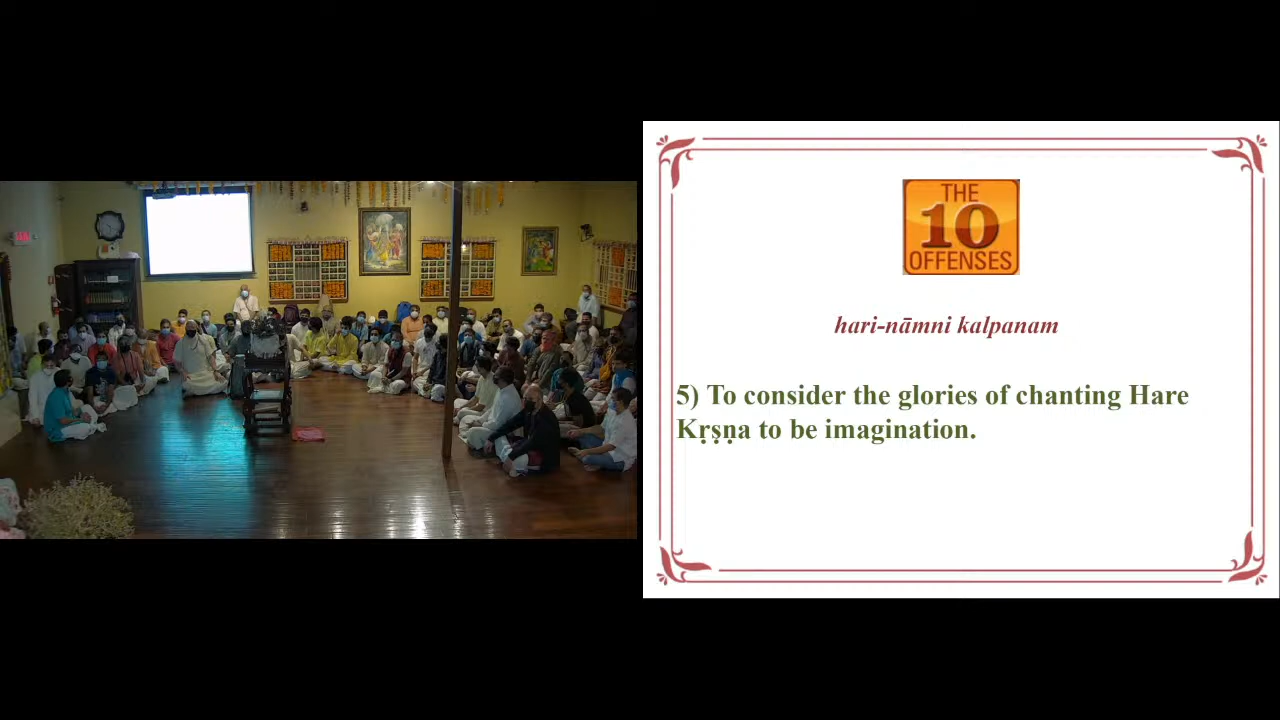 THE
10
OFFENSES
hari-nāmni kalpanam
5) To consider the glories of chanting Hare
Kṛṣṇa to be imagination.